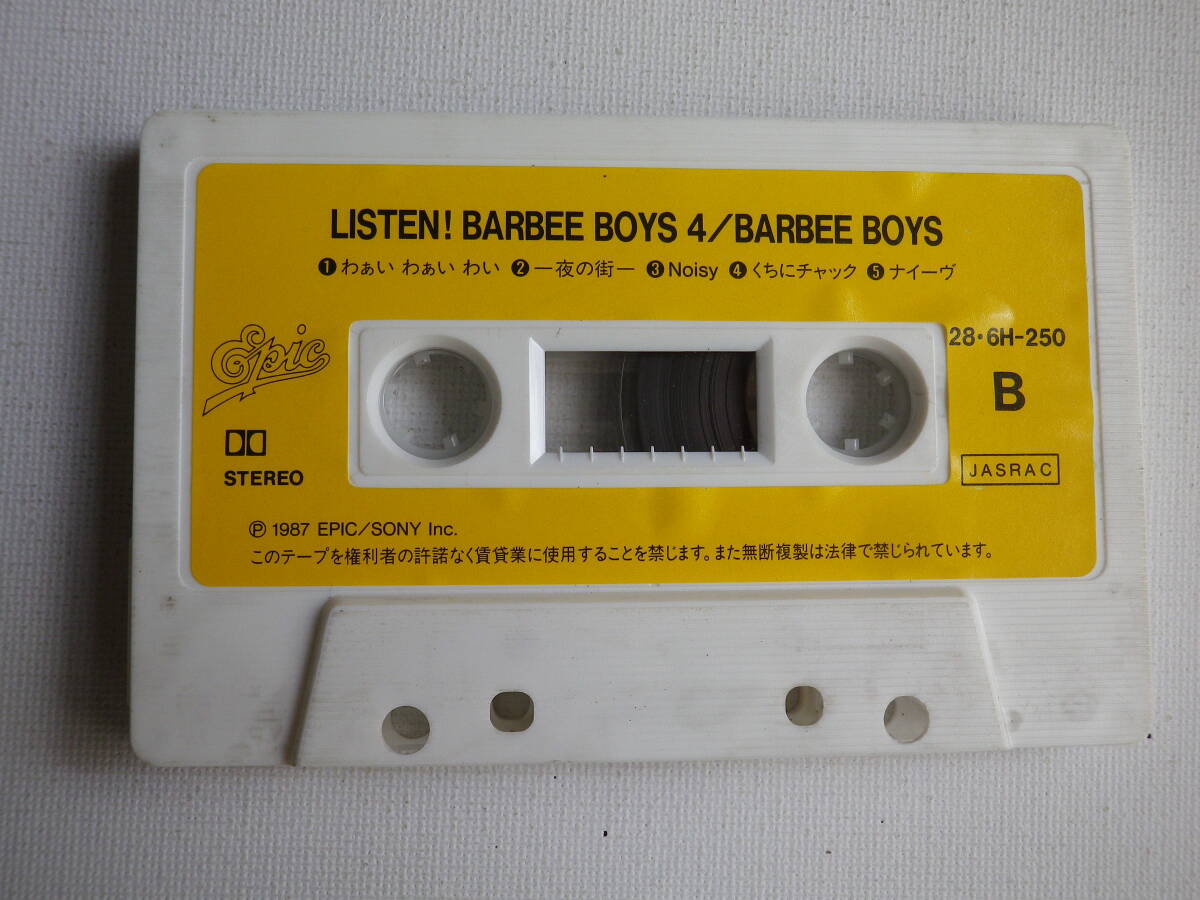 LISTEN! BARBEE BOYS 4/BARBEE BOYS
❶わぁい わぁい わい ❷―夜の街― ❸Noisy ❹くちにチャック ❺ナイーヴ
Epic
28・6H-250
B
STEREO
JASRAC
Ⓟ 1987 EPIC/SONY Inc.
このテープを権利者の許諾なく賃貸業に使用することを禁じます。また無断複製は法律で禁じられています。